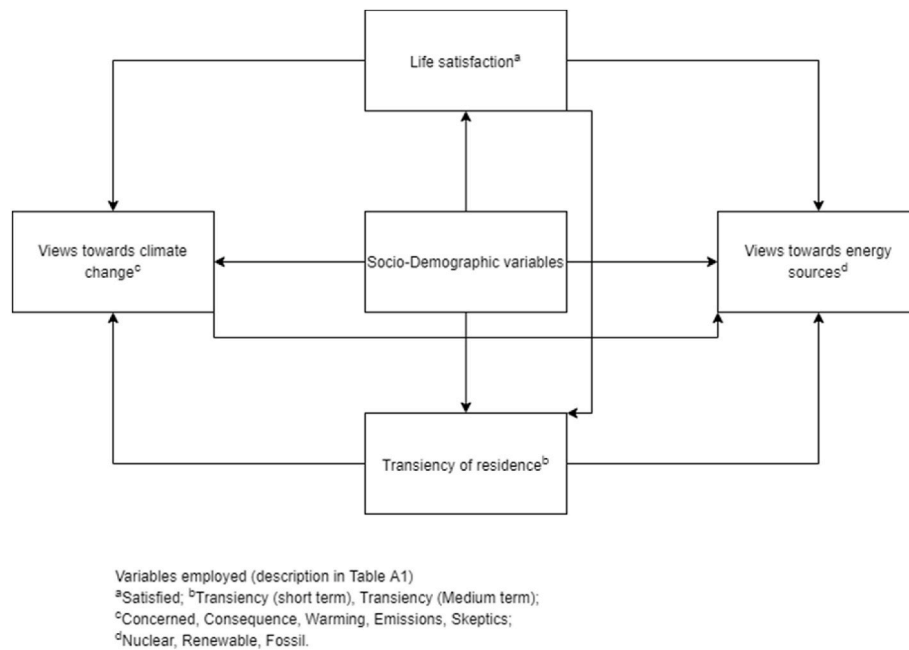 Life satisfactionᵃ
Views towards climate
changeᶜ
Socio-Demographic variables
Views towards energy
sourcesᵈ
Transiency of residenceᵇ
Variables employed (description in Table A1)
ᵃSatisfied; ᵇTransiency (short term), Transiency (Medium term);
ᶜConcerned, Consequence, Warming, Emissions, Skeptics;
ᵈNuclear, Renewable, Fossil.